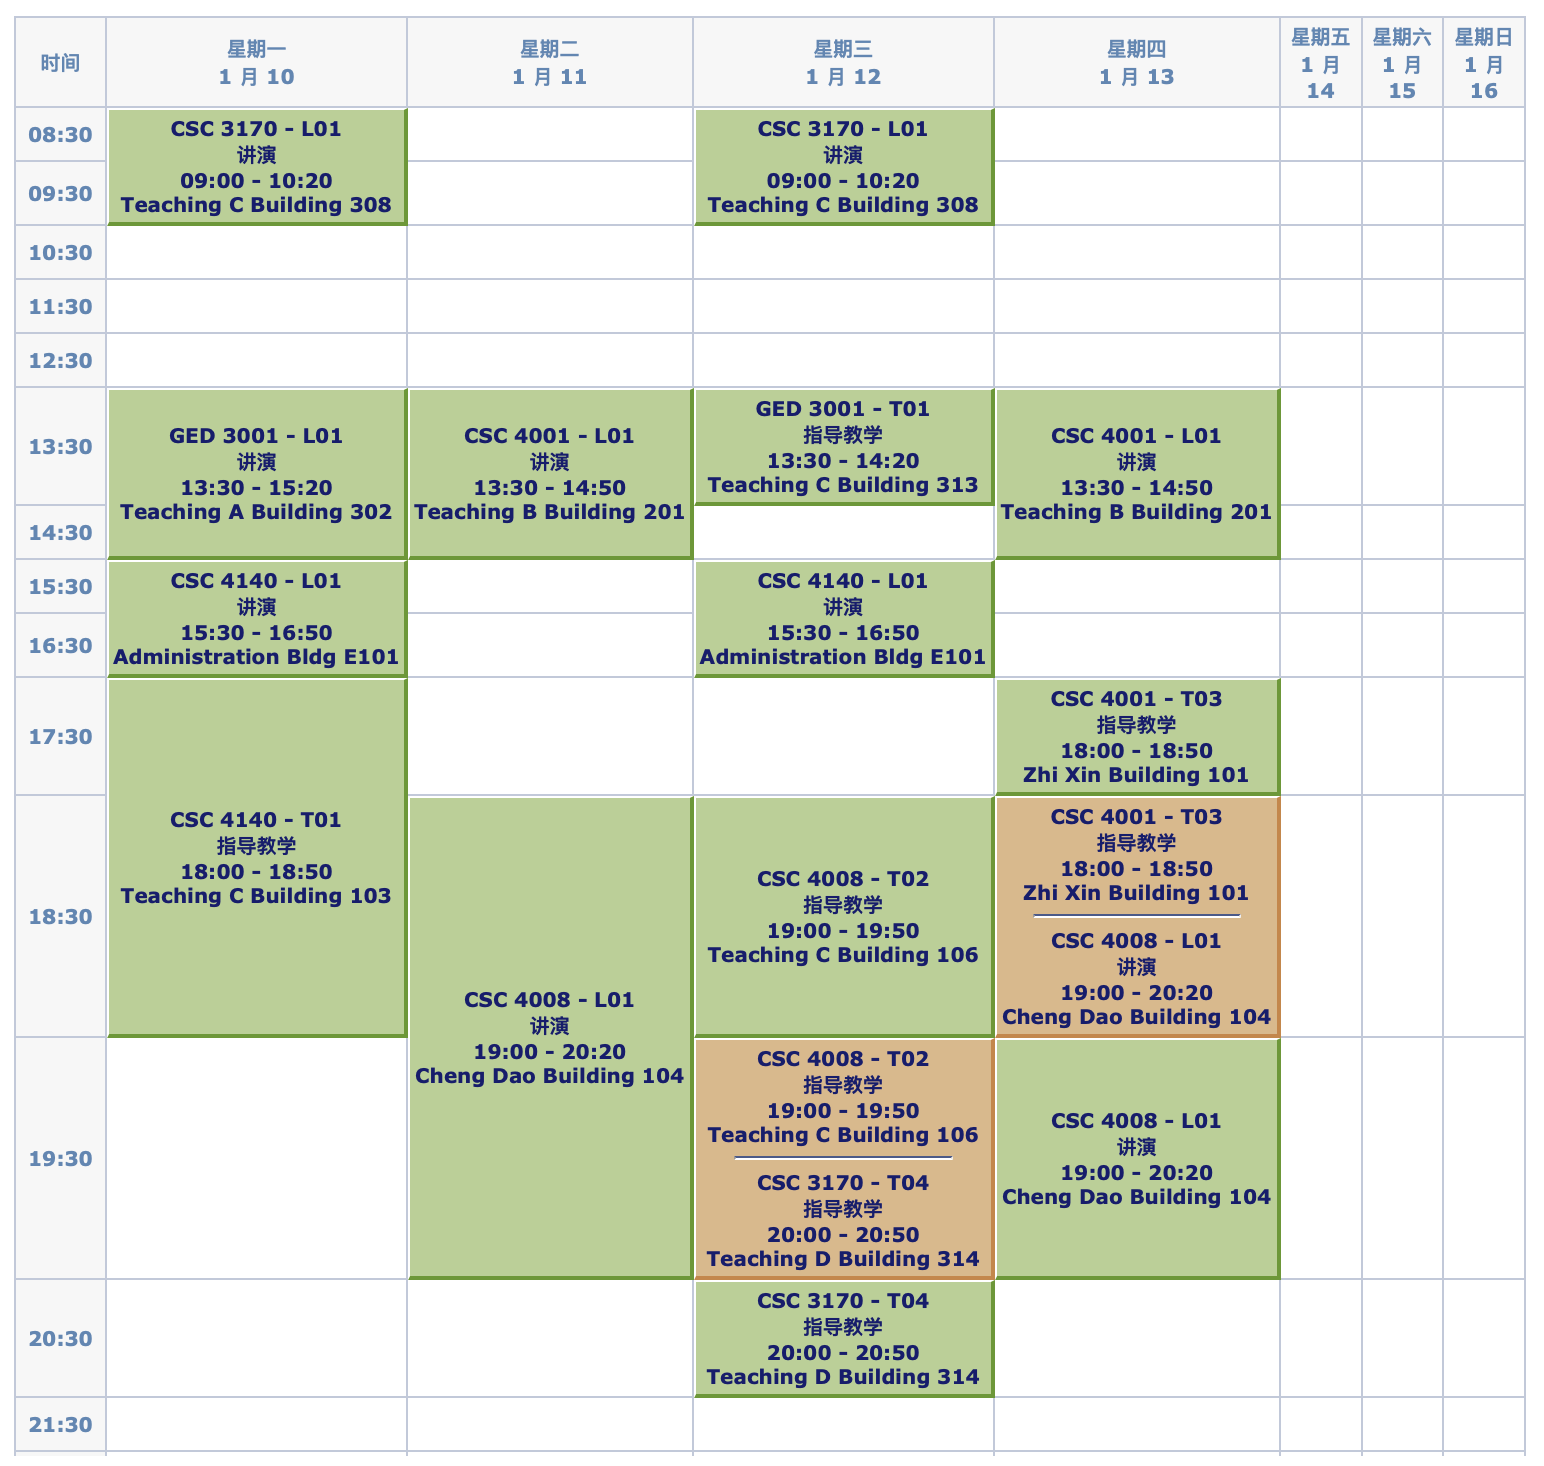 时间
星期一
1 月 10
星期二
1 月 11
星期三
1 月 12
星期四
1 月 13
星期五
1 月
14
星期六
1 月
15
星期日
1 月
16
08:30
CSC 3170 - L01
讲演
09:00 - 10:20
Teaching C Building 308
CSC 3170 - L01
讲演
09:00 - 10:20
Teaching C Building 308
09:30
10:30
11:30
12:30
13:30
GED 3001 - L01
讲演
13:30 - 15:20
Teaching A Building 302
CSC 4001 - L01
讲演
13:30 - 14:50
Teaching B Building 201
GED 3001 - T01
指导教学
13:30 - 14:20
Teaching C Building 313
CSC 4001 - L01
讲演
13:30 - 14:50
Teaching B Building 201
14:30
15:30
CSC 4140 - L01
讲演
15:30 - 16:50
Administration Bldg E101
CSC 4140 - L01
讲演
15:30 - 16:50
Administration Bldg E101
16:30
17:30
CSC 4140 - T01
指导教学
18:00 - 18:50
Teaching C Building 103
CSC 4001 - T03
指导教学
18:00 - 18:50
Zhi Xin Building 101
18:30
CSC 4008 - L01
讲演
19:00 - 20:20
Cheng Dao Building 104
CSC 4008 - T02
指导教学
19:00 - 19:50
Teaching C Building 106
CSC 4001 - T03
指导教学
18:00 - 18:50
Zhi Xin Building 101
CSC 4008 - L01
讲演
19:00 - 20:20
Cheng Dao Building 104
19:30
CSC 4008 - T02
指导教学
19:00 - 19:50
Teaching C Building 106
CSC 3170 - T04
指导教学
20:00 - 20:50
Teaching D Building 314
CSC 4008 - L01
讲演
19:00 - 20:20
Cheng Dao Building 104
20:30
CSC 3170 - T04
指导教学
20:00 - 20:50
Teaching D Building 314
21:30